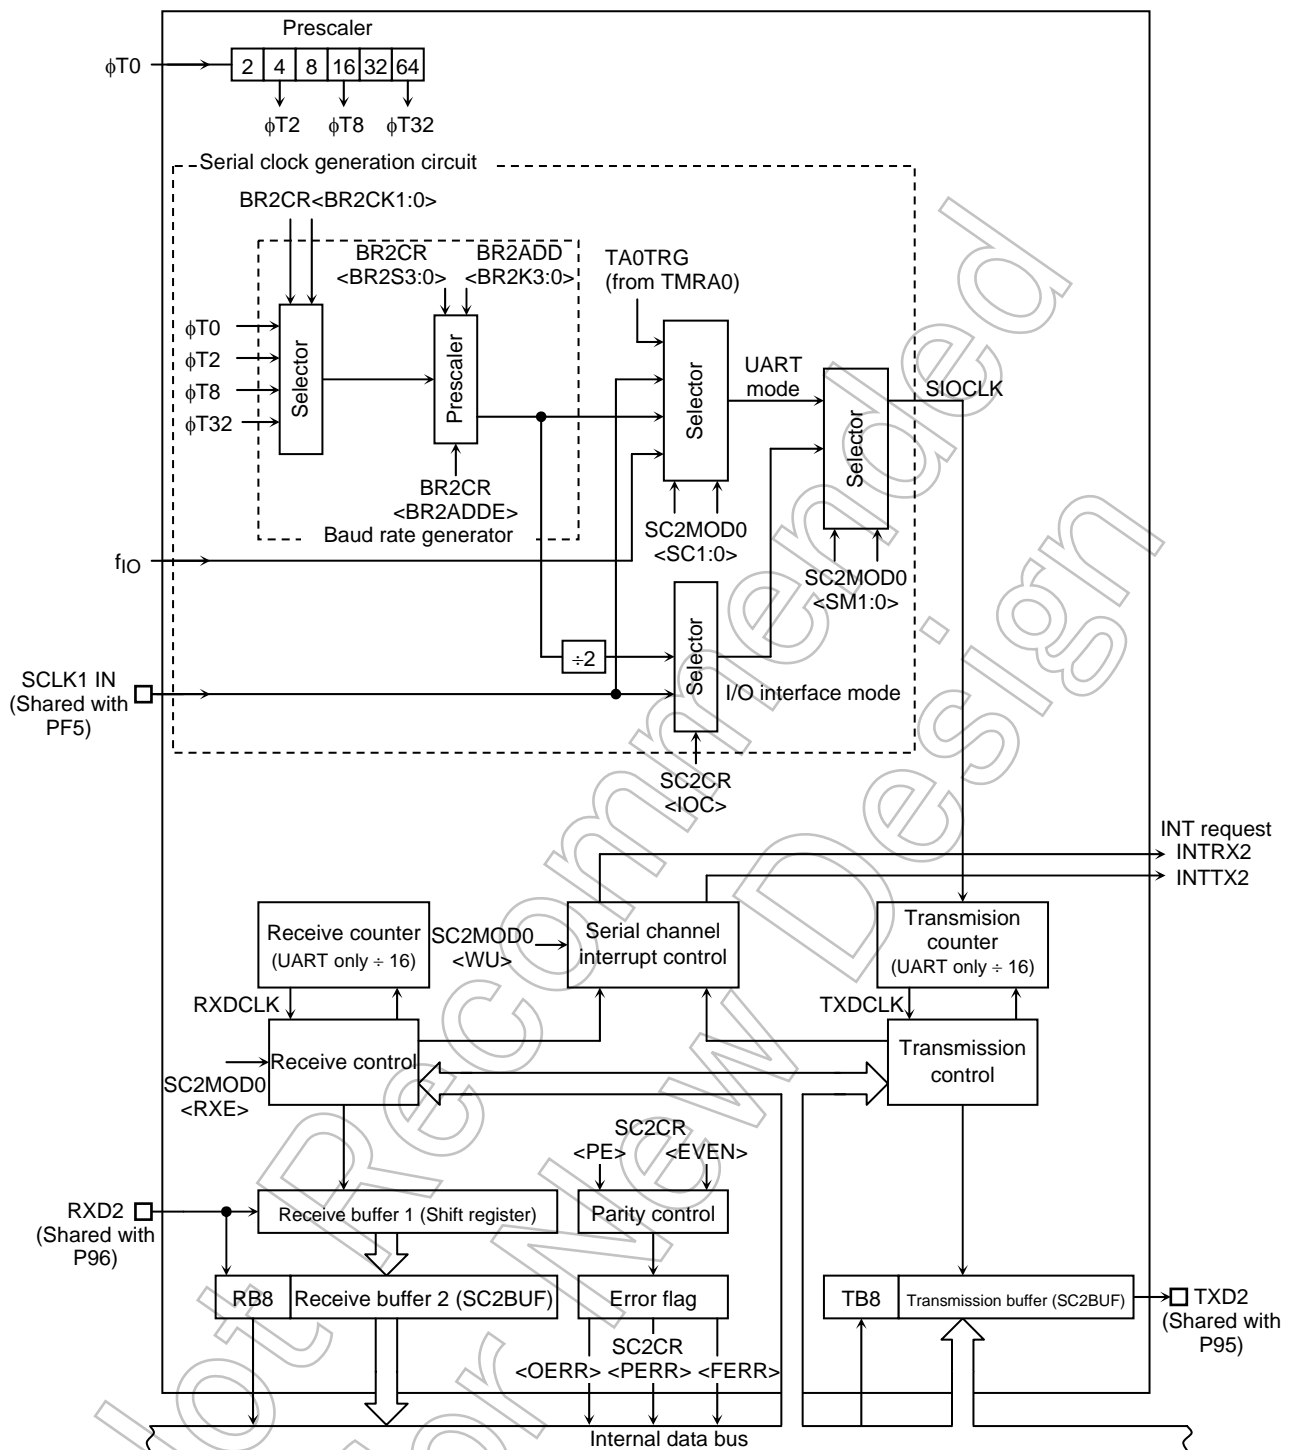 Prescaler
ϕT0
2 4 8 16 32 64
ϕT2 ϕT8 ϕT32
Serial clock generation circuit
BR2CR<BR2CK1:0>
BR2CR
<BR2S3:0>
BR2ADD
<BR2K3:0>
TA0TRG
(from TMRA0)
ϕT0
ϕT2
ϕT8
ϕT32
Selector
Prescaler
Selector
UART
mode
Selector
SIOCLK
BR2CR
<BR2ADDE>
Baud rate generator
SC2MOD0
<SC1:0>
fIO
SC2MOD0
<SM1:0>
÷2
Selector
I/O interface mode
SCLK1 IN
(Shared with
PF5)
SC2CR
<IOC>
INT request
INTRX2
INTTX2
Receive counter
(UART only ÷ 16)
SC2MOD0
<WU>
Serial channel
interrupt control
Transmision
counter
(UART only ÷ 16)
RXDCLK
TXDCLK
Receive control
SC2MOD0
<RXE>
Transmission
control
SC2CR
<PE> <EVEN>
RXD2
(Shared with
P96)
Receive buffer 1 (Shift register)
Parity control
RB8
Receive buffer 2 (SC2BUF)
Error flag
TB8
Transmission buffer (SC2BUF)
TXD2
(Shared with
P95)
SC2CR
<OERR> <PERR> <FERR>
Internal data bus
Not Recommended
for New Design